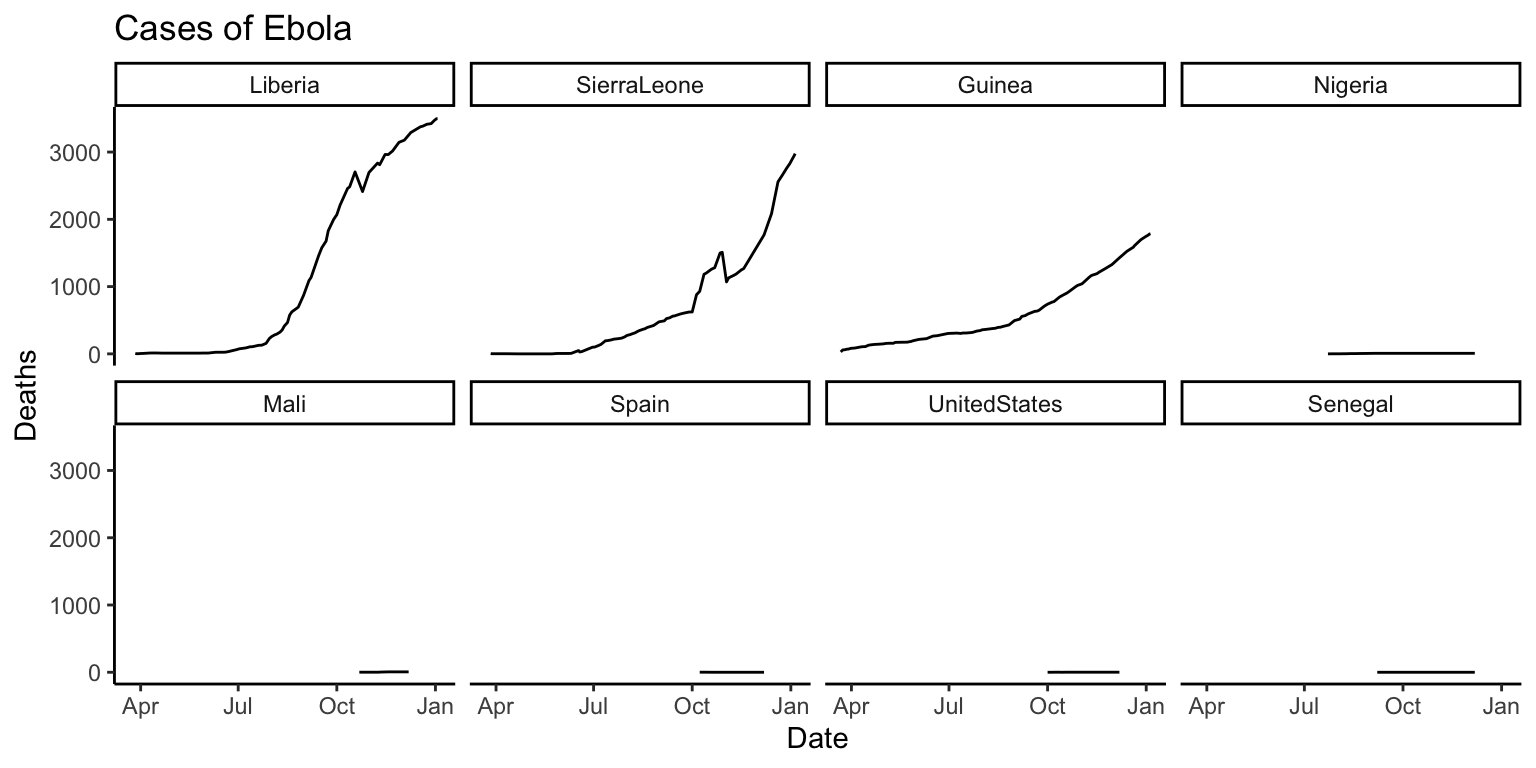 Cases of Ebola
Liberia SierraLeone Guinea Nigeria
3000
2000
1000
0
Deaths
Mali Spain UnitedStates Senegal
3000
2000
1000
0
Apr Jul Oct Jan Apr Jul Oct Jan Apr Jul Oct Jan Apr Jul Oct Jan
Date